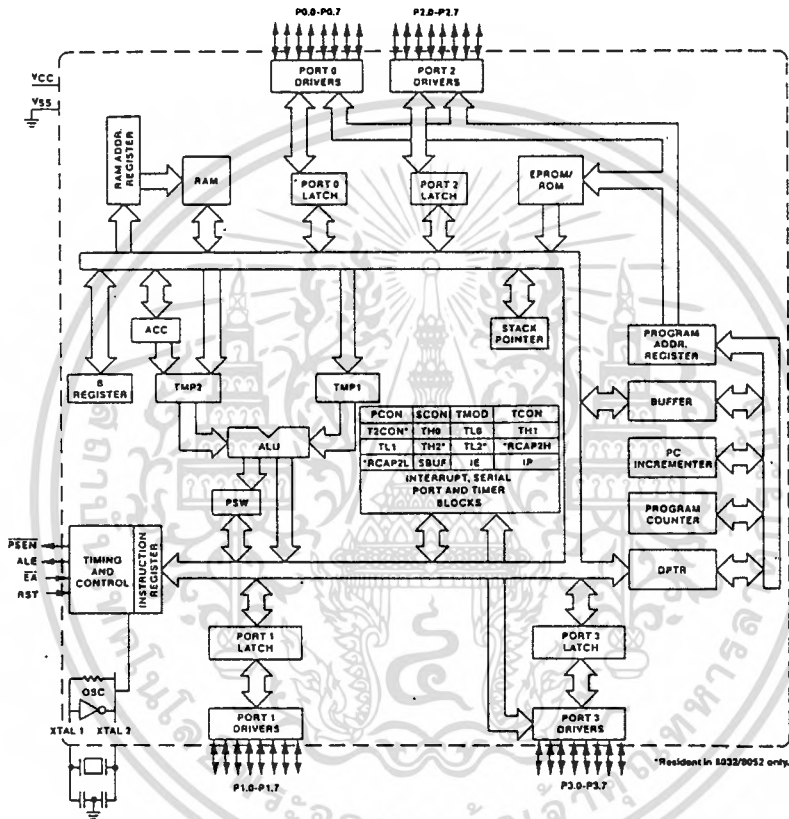 P0.0-P0.7
P2.0-P2.7
VCC
VSS
PORT 0
DRIVERS
PORT 2
DRIVERS
RAM ADDR.
REGISTER
RAM
PORT 0
LATCH
PORT 2
LATCH
EPROM/
ROM
ACC
STACK
POINTER
PROGRAM
ADDR.
REGISTER
B
REGISTER
TMP2
TMP1
BUFFER
PCON SCON TMOD TCON
T2CON* TH0 TL0 TH1
TL1 TH2* TL2* *RCAP2H
*RCAP2L SBUF IE IP
INTERRUPT, SERIAL
PORT AND TIMER
BLOCKS
ALU
PC
INCREMENTER
PSW
PROGRAM
COUNTER
PSEN
ALE
EA
RST
TIMING
AND
CONTROL
INSTRUCTION
REGISTER
DPTR
PORT 1
LATCH
PORT 3
LATCH
OSC
XTAL 1
XTAL 2
PORT 1
DRIVERS
PORT 3
DRIVERS
*Resident in 8032/8052 only.
P1.0-P1.7
P3.0-P3.7